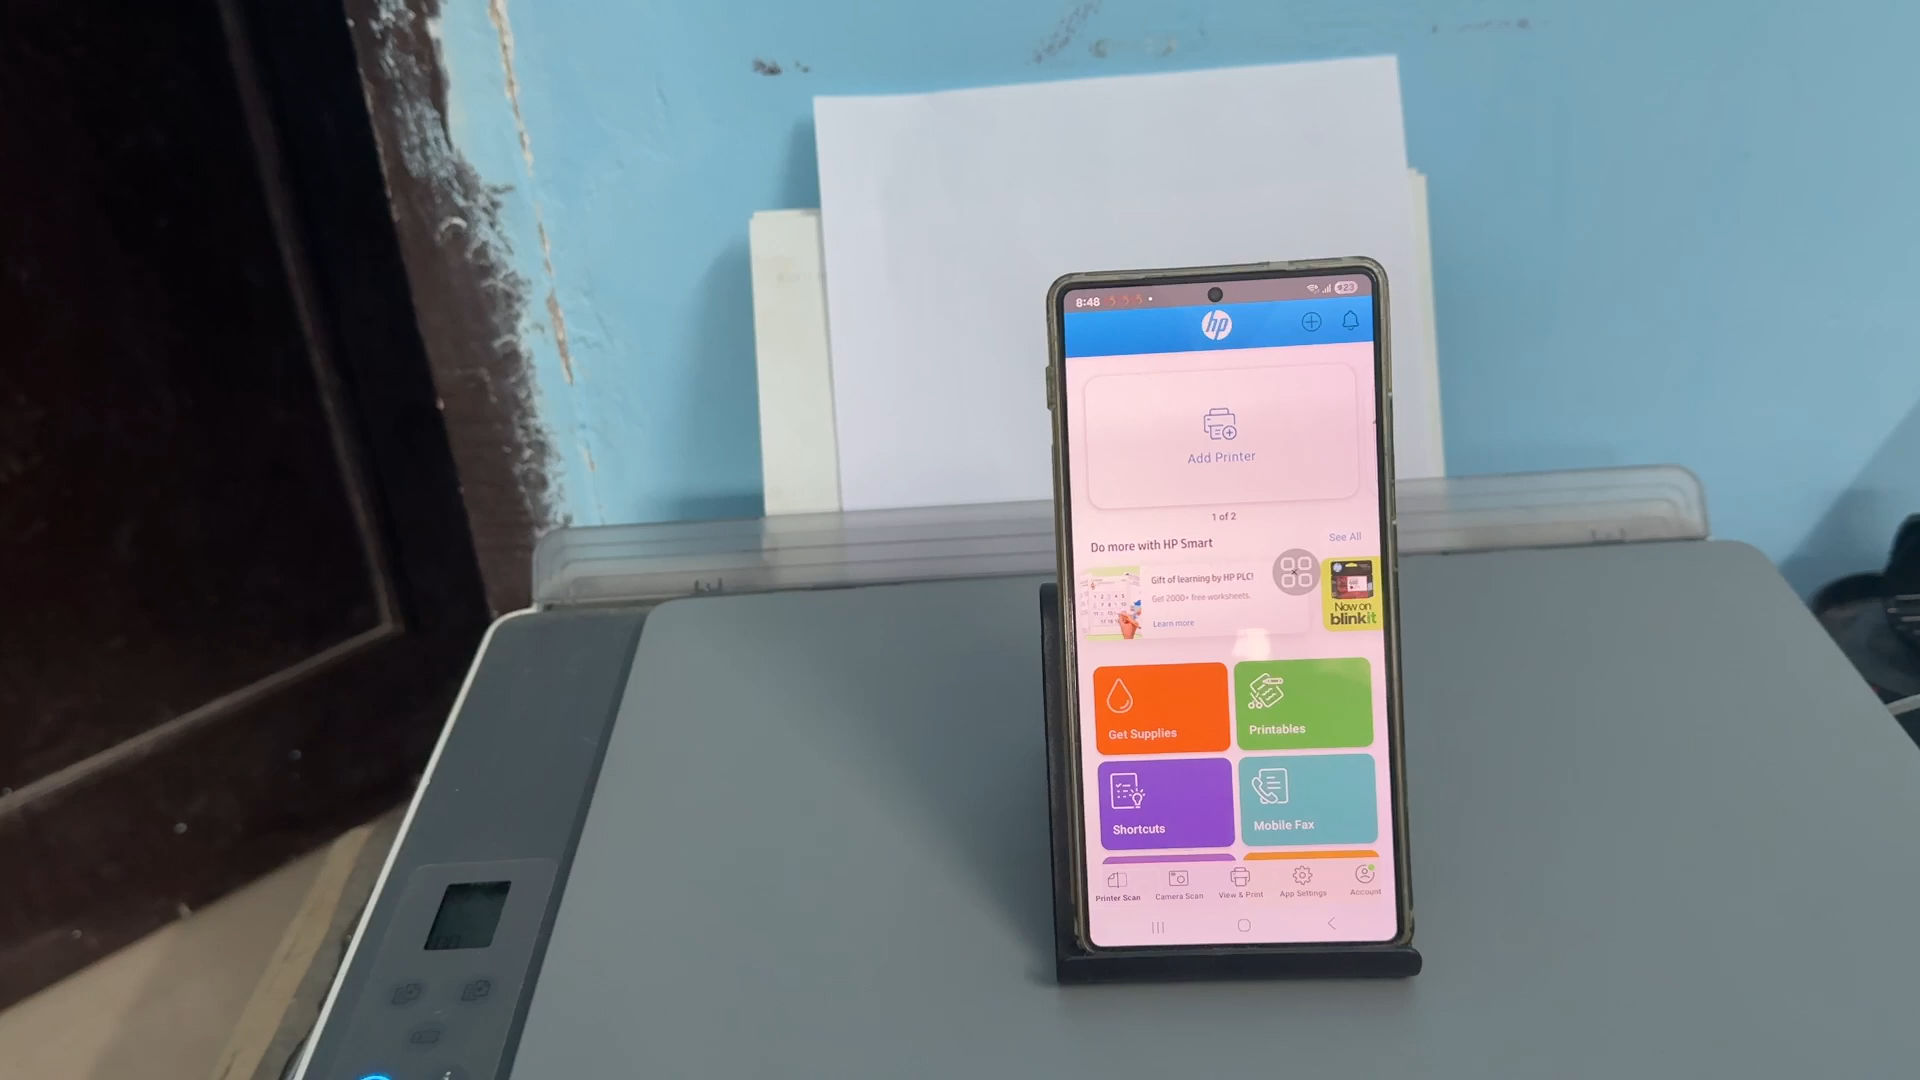 8:48
23
hp
Add Printer
1 of 2
Do more with HP Smart
See All
Gift of learning by HP PLC!
Get 2000+ free worksheets.
Learn more
Now on
blinkit
Get Supplies
Printables
Shortcuts
Mobile Fax
Printer Scan
Camera Scan
View & Print
App Settings
Account